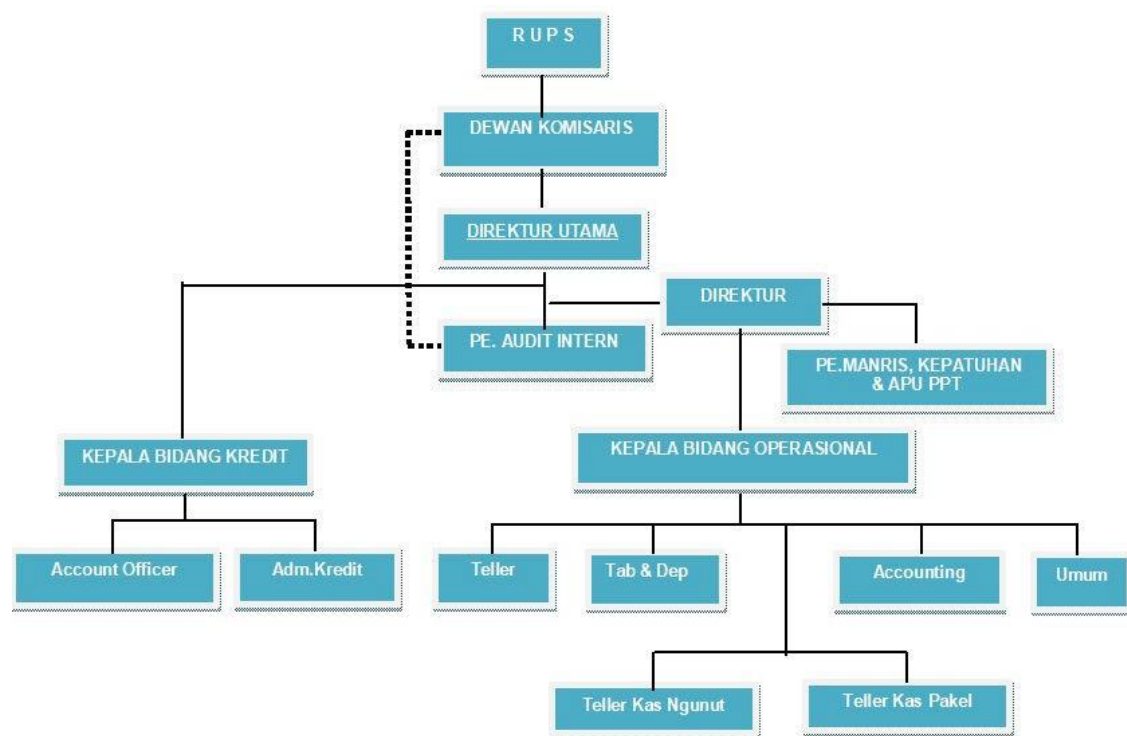 R U P S
DEWAN KOMISARIS
DIREKTUR UTAMA
DIREKTUR
PE. AUDIT INTERN
PE.MANRIS, KEPATUHAN
& APU PPT
KEPALA BIDANG KREDIT
KEPALA BIDANG OPERASIONAL
Account Officer
Adm.Kredit
Teller
Tab & Dep
Accounting
Umum
Teller Kas Ngunut
Teller Kas Pakel